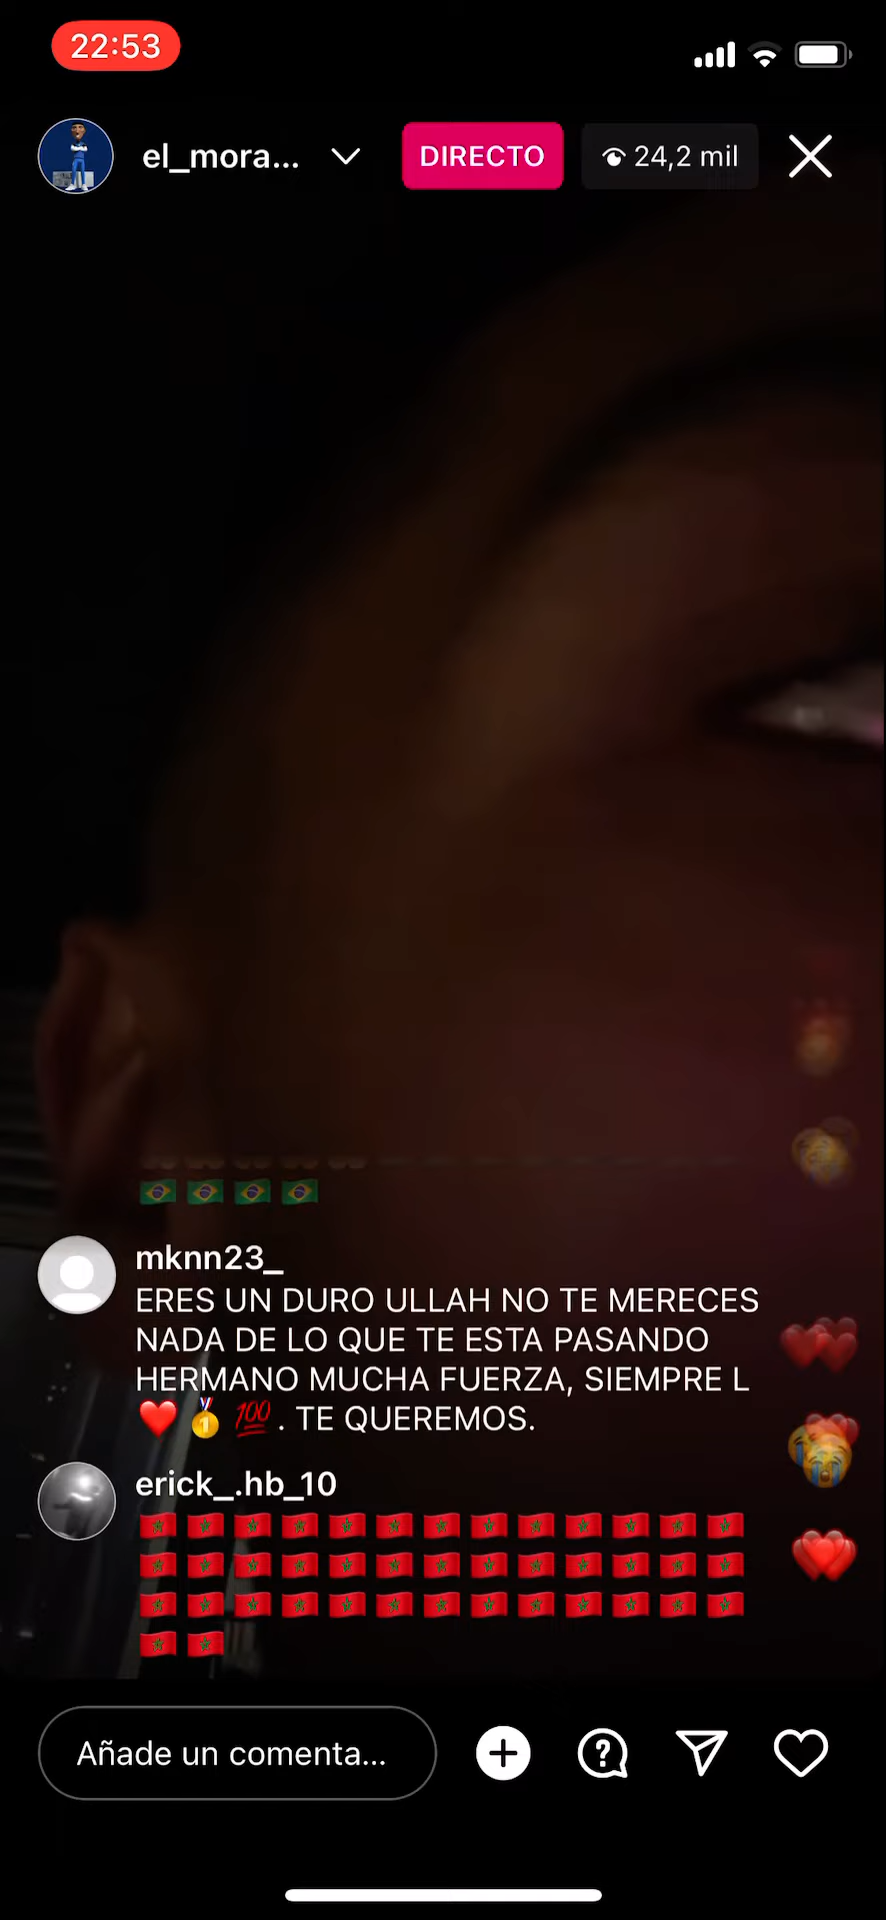 22:53
el_mora...
DIRECTO
24,2 mil
🇧🇷 🇧🇷 🇧🇷 🇧🇷
mknn23_
ERES UN DURO ULLAH NO TE MERECES
NADA DE LO QUE TE ESTA PASANDO
HERMANO MUCHA FUERZA, SIEMPRE L
❤️ 🥇 💯 . TE QUEREMOS.
erick_.hb_10
🇲🇦 🇲🇦 🇲🇦 🇲🇦 🇲🇦 🇲🇦 🇲🇦 🇲🇦 🇲🇦 🇲🇦 🇲🇦 🇲🇦 🇲🇦
🇲🇦 🇲🇦 🇲🇦 🇲🇦 🇲🇦 🇲🇦 🇲🇦 🇲🇦 🇲🇦 🇲🇦 🇲🇦 🇲🇦 🇲🇦
🇲🇦 🇲🇦 🇲🇦 🇲🇦 🇲🇦 🇲🇦 🇲🇦 🇲🇦 🇲🇦 🇲🇦 🇲🇦 🇲🇦 🇲🇦
🇲🇦 🇲🇦
Añade un comenta...